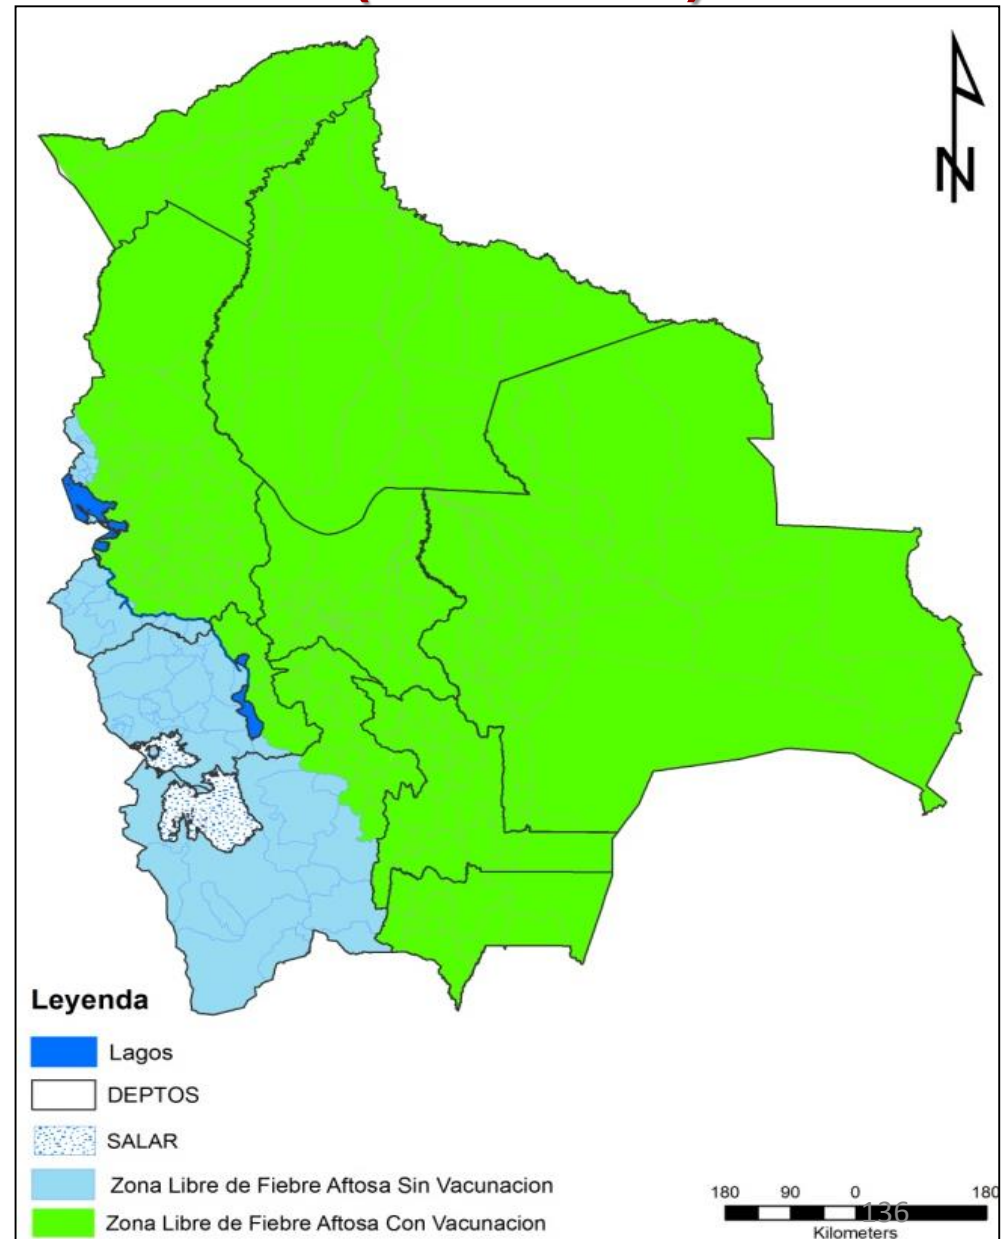 N
Leyenda
Lagos
DEPTOS
SALAR
Zona Libre de Fiebre Aftosa Sin Vacunacion
Zona Libre de Fiebre Aftosa Con Vacunacion
180 90 0 180
136
Kilometers